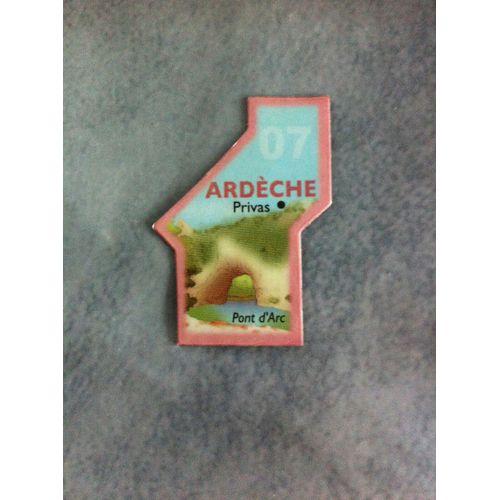 07
ARDÈCHE
Privas
Pont d'Arc